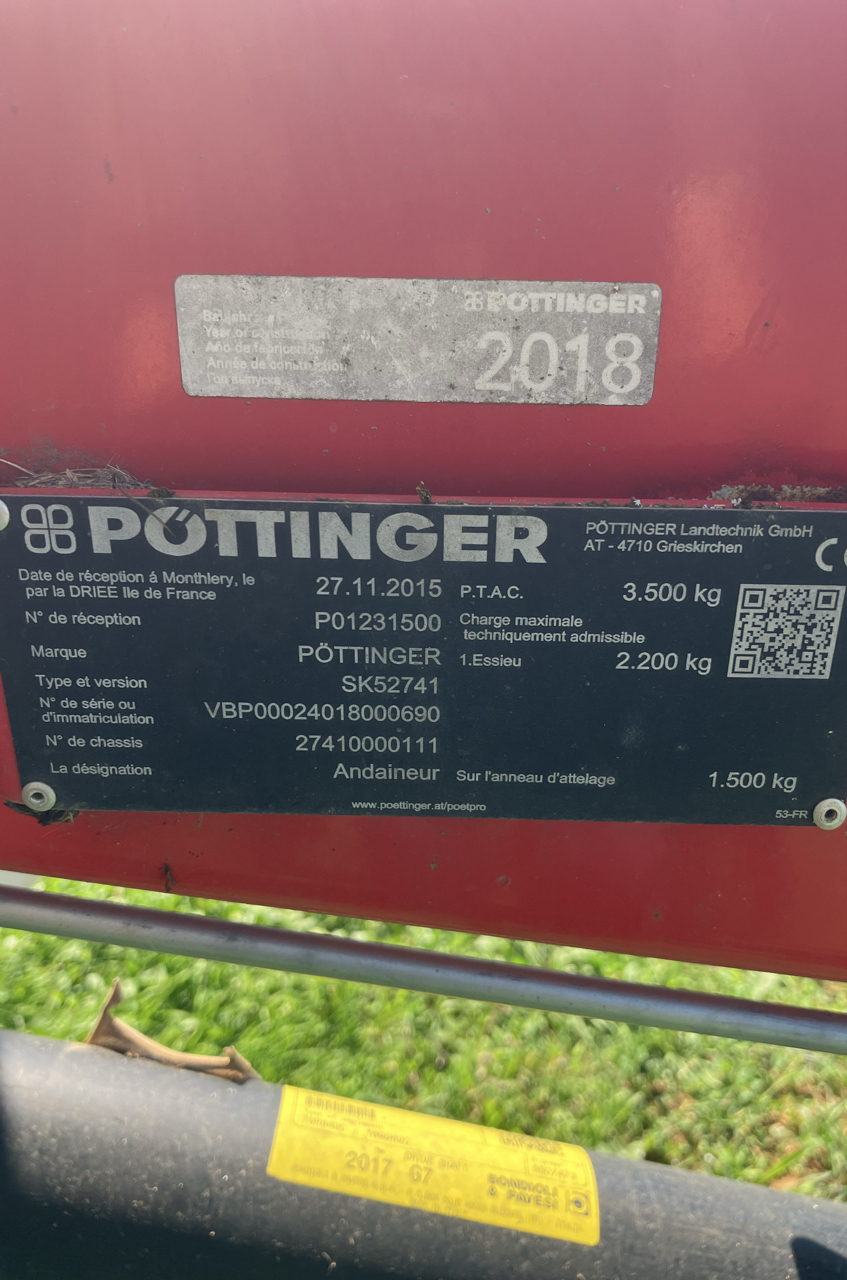 PÖTTINGER
Baujahr
Year of construction
Año de fabricación
Année de construction
Год выпуска
2018
PÖTTINGER
PÖTTINGER Landtechnik GmbH
AT - 4710 Grieskirchen
CE
Date de réception á Monthlery, le
par la DRIEE Ile de France
27.11.2015
P.T.A.C.
3.500 kg
N° de réception
P01231500
Charge maximale
techniquement admissible
Marque
PÖTTINGER
1.Essieu
2.200 kg
Type et version
SK52741
N° de série ou
d'immatriculation
VBP00024018000690
N° de chassis
27410000111
La désignation
Andaineur
Sur l'anneau d'attelage
1.500 kg
www.poettinger.at/poetpro
53-FR
2017 67
BONDIOLI
& PAVESI